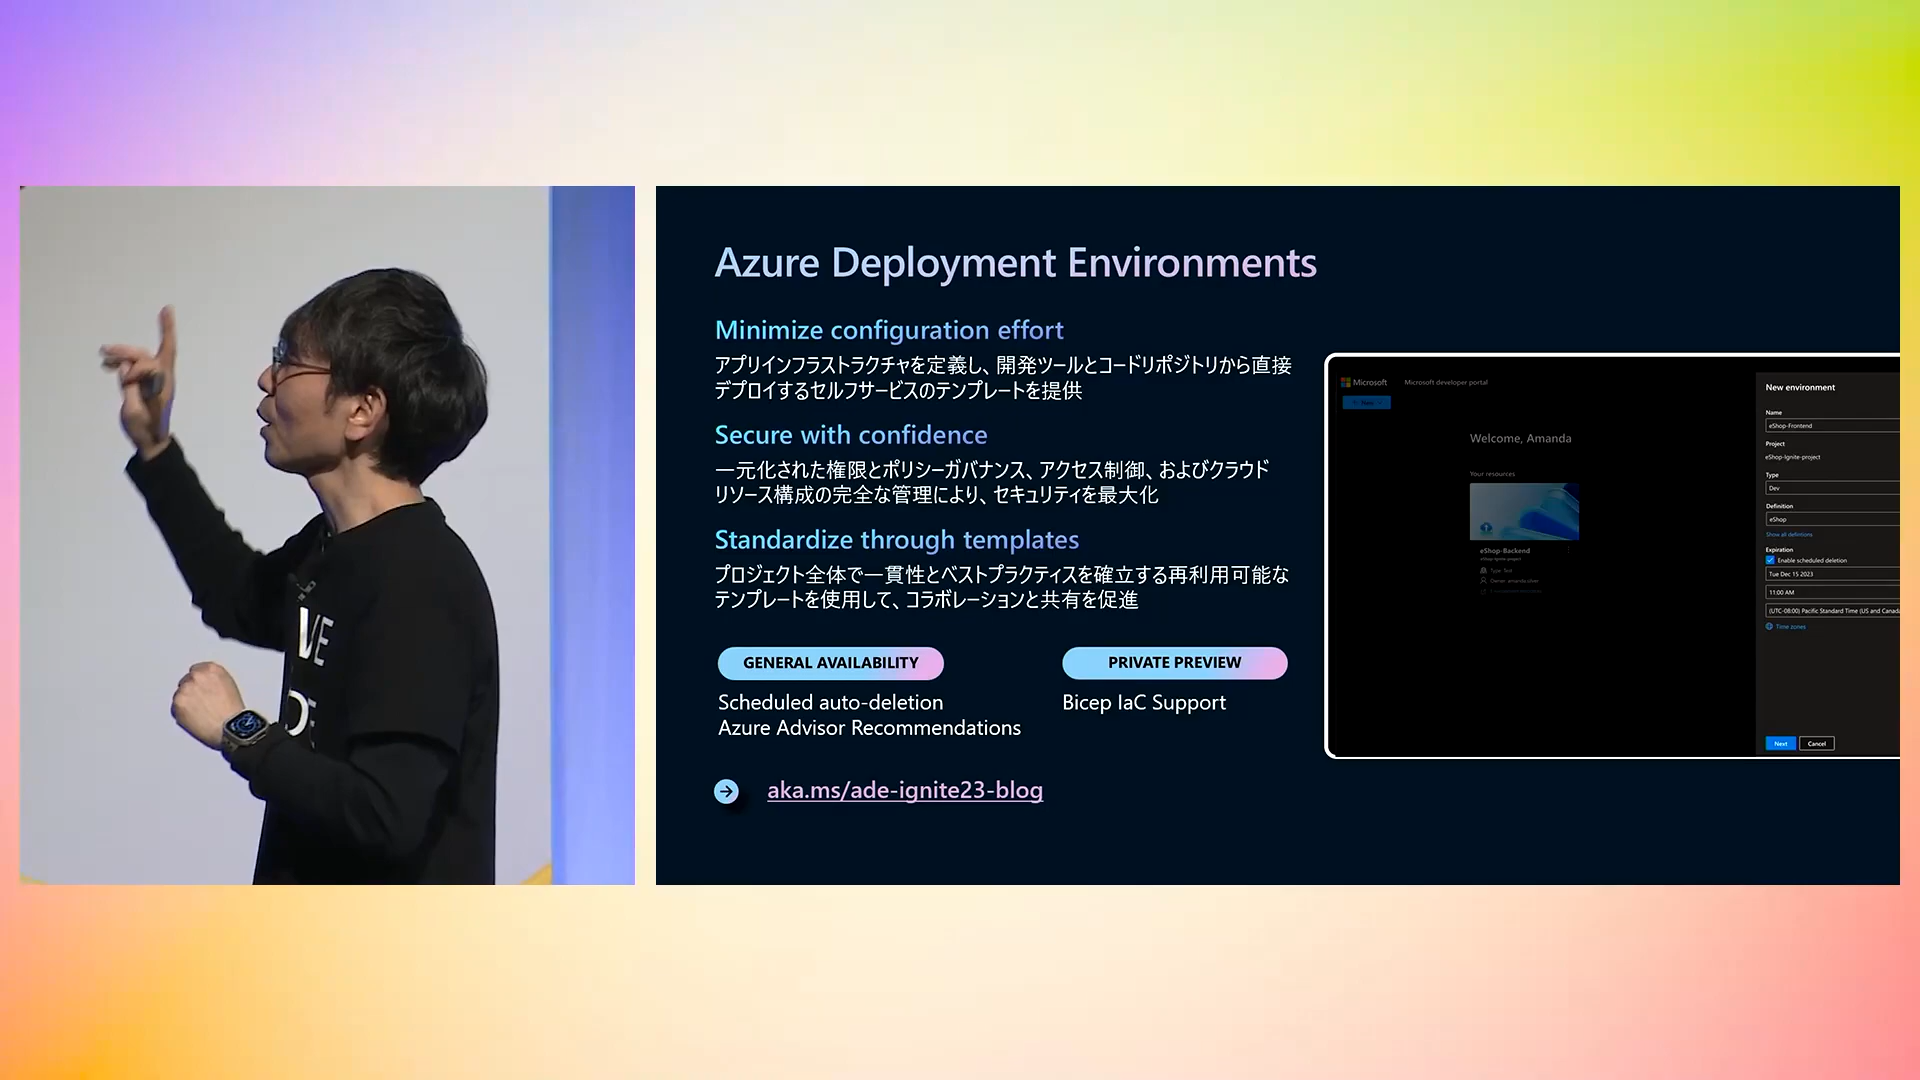 Azure Deployment Environments
Minimize configuration effort
アプリインフラストラクチャを定義し、開発ツールとコードリポジトリから直接
デプロイするセルフサービスのテンプレートを提供
Secure with confidence
一元化された権限とポリシーガバナンス、アクセス制御、およびクラウド
リソース構成の完全な管理により、セキュリティを最大化
Standardize through templates
プロジェクト全体で一貫性とベストプラクティスを確立する再利用可能な
テンプレートを使用して、コラボレーションと共有を促進
GENERAL AVAILABILITY
Scheduled auto-deletion
Azure Advisor Recommendations
PRIVATE PREVIEW
Bicep IaC Support
aka.ms/ade-ignite23-blog
Microsoft
Microsoft developer portal
New
Welcome, Amanda
Your resources
eShop-Backend
New environment
Name
eShop-Frontend
Project
eShop-Ignite-project
Type
Dev
Definition
eShop
Show all definitions
Expiration
Enable scheduled deletion
Tue Dec 15 2023
11:00 AM
(UTC-08:00) Pacific Standard Time (US and Canada
Time zones
Next
Cancel